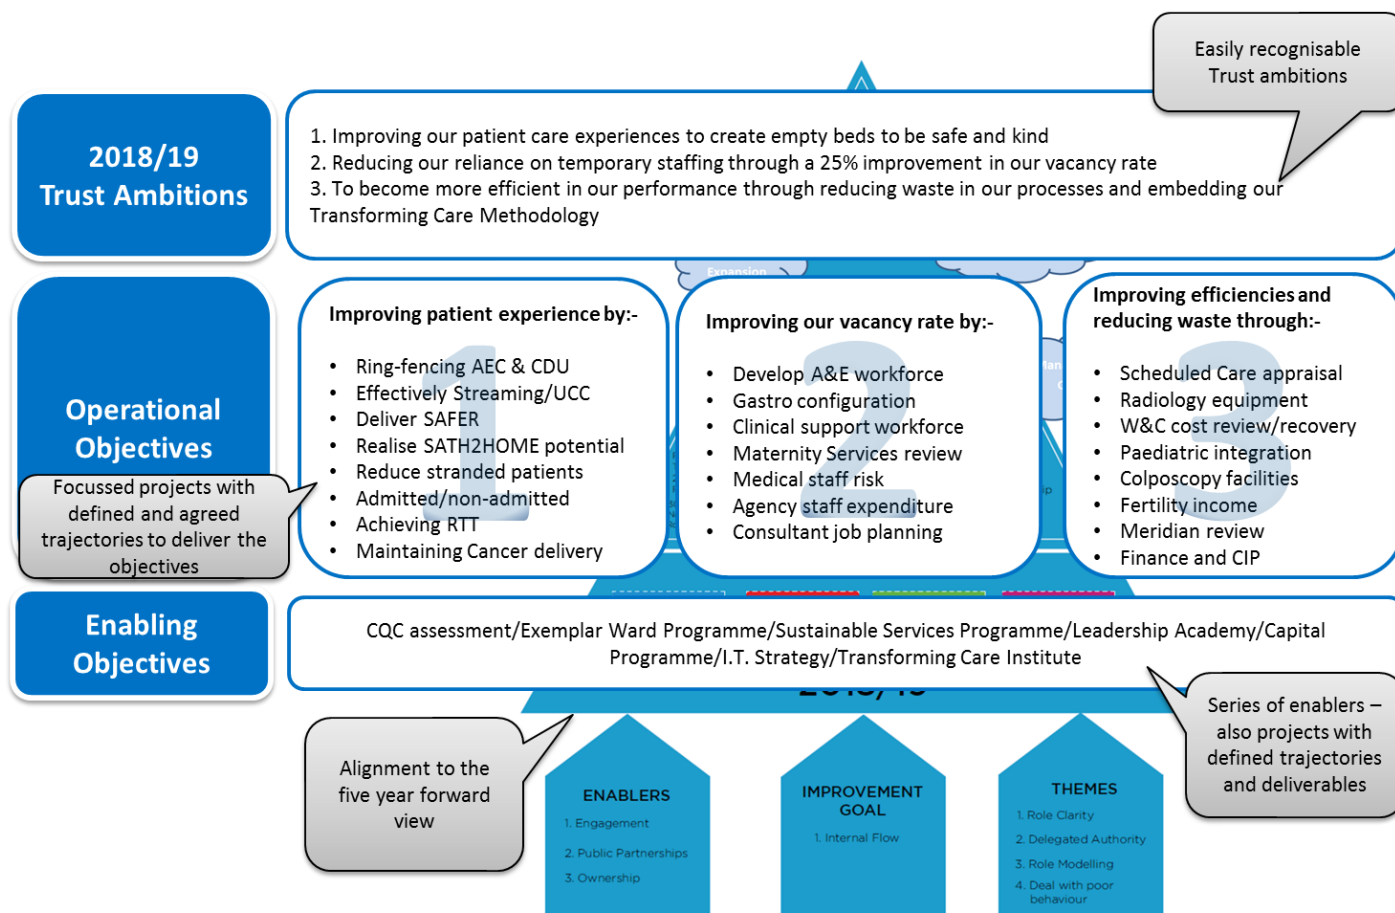 Easily recognisable
Trust ambitions
2018/19
Trust Ambitions
1. Improving our patient care experiences to create empty beds to be safe and kind
2. Reducing our reliance on temporary staffing through a 25% improvement in our vacancy rate
3. To become more efficient in our performance through reducing waste in our processes and embedding our
Transforming Care Methodology
Expansion
Operational
Objectives
Focussed projects with
defined and agreed
trajectories to deliver the
objectives
1
Improving patient experience by:-
• Ring-fencing AEC & CDU
• Effectively Streaming/UCC
• Deliver SAFER
• Realise SATH2HOME potential
• Reduce stranded patients
• Admitted/non-admitted
• Achieving RTT
• Maintaining Cancer delivery
2
Improving our vacancy rate by:-
• Develop A&E workforce
• Gastro configuration
• Clinical support workforce
• Maternity Services review
• Medical staff risk
• Agency staff expenditure
• Consultant job planning
3
Improving efficiencies and
reducing waste through:-
• Scheduled Care appraisal
• Radiology equipment
• W&C cost review/recovery
• Paediatric integration
• Colposcopy facilities
• Fertility income
• Meridian review
• Finance and CIP
Enabling
Objectives
CQC assessment/Exemplar Ward Programme/Sustainable Services Programme/Leadership Academy/Capital
Programme/I.T. Strategy/Transforming Care Institute
Alignment to the
five year forward
view
Series of enablers –
also projects with
defined trajectories
and deliverables
ENABLERS
1. Engagement
2. Public Partnerships
3. Ownership
IMPROVEMENT
GOAL
1. Internal Flow
THEMES
1. Role Clarity
2. Delegated Authority
3. Role Modelling
4. Deal with poor
behaviour